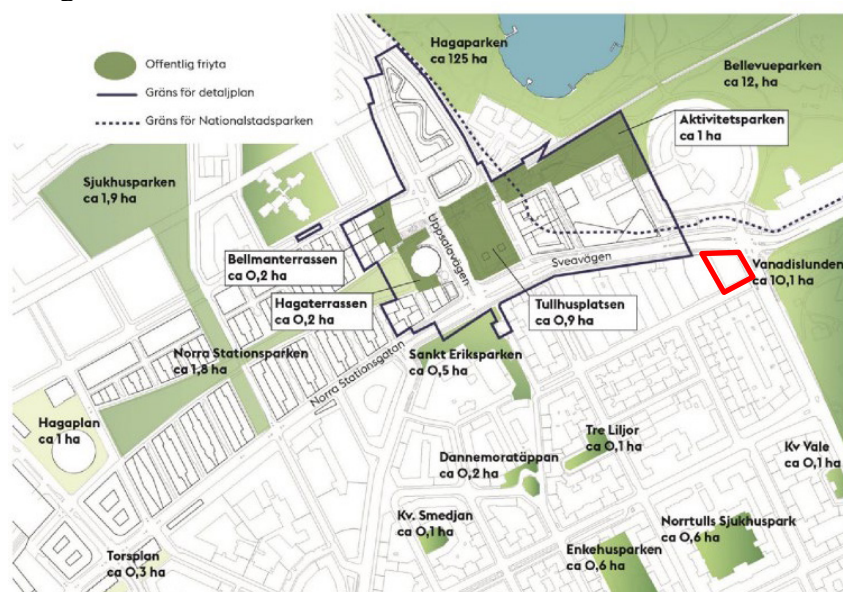 Offentlig friyta
Gräns för detaljplan
Gräns för Nationalstadsparken
Hagaparken
ca 125 ha
Bellevueparken
ca 12, ha
Aktivitetsparken
ca 1 ha
Sjukhusparken
ca 1,9 ha
Uppsalavägen
Bellmanterrassen
ca 0,2 ha
Sveavägen
Vanadislunden
ca 10,1 ha
Hagaterrassen
ca 0,2 ha
Tullhusplatsen
ca 0,9 ha
Norra Stationsparken
ca 1,8 ha
Norra Stationsgatan
Sankt Eriksparken
ca 0,5 ha
Hagaplan
ca 1 ha
Tre Liljor
ca 0,1 ha
Dannemoratäppan
ca 0,2 ha
Kv Vale
ca 0,1 ha
Kv. Smedjan
ca 0,1 ha
Norrtulls Sjukhuspark
ca 0,6 ha
Torsplan
ca 0,3 ha
Enkehusparken
ca 0,6 ha